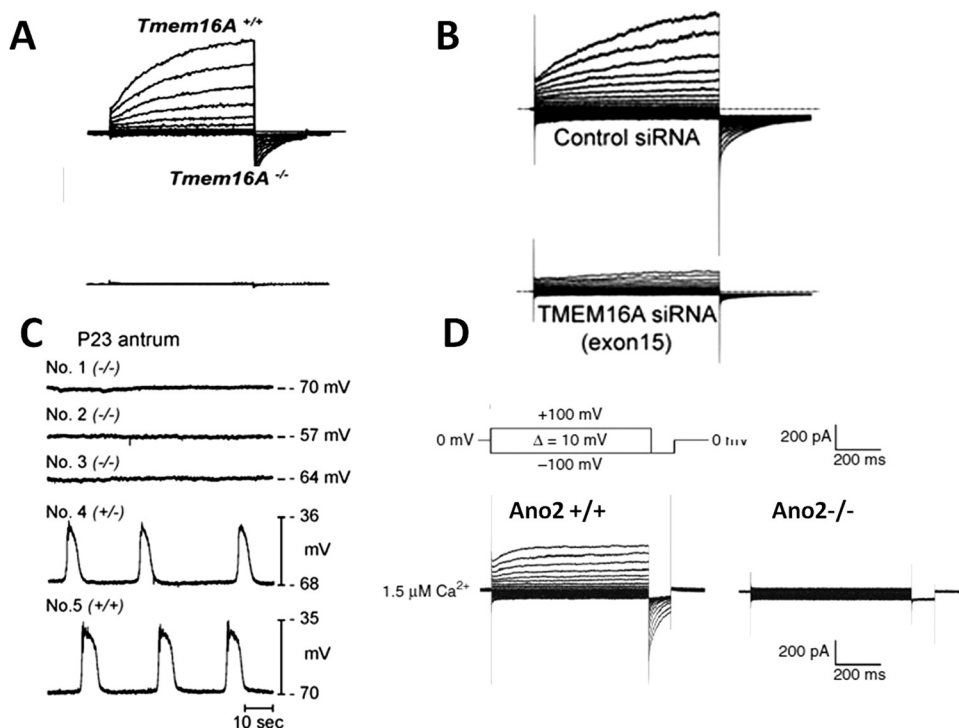 A
Tmem16A +/+
Tmem16A -/-
B
Control siRNA
TMEM16A siRNA
(exon15)
C
P23 antrum
No. 1 (-/-)
- - 70 mV
No. 2 (-/-)
- - 57 mV
No. 3 (-/-)
- - 64 mV
No. 4 (+/-)
- 36
mV
- 68
No.5 (+/+)
- 35
mV
- 70
10 sec
D
+100 mV
0 mV
Δ = 10 mV
–100 mV
200 pA
200 ms
Ano2 +/+
Ano2-/-
1.5 μM Ca2+
200 pA
200 ms